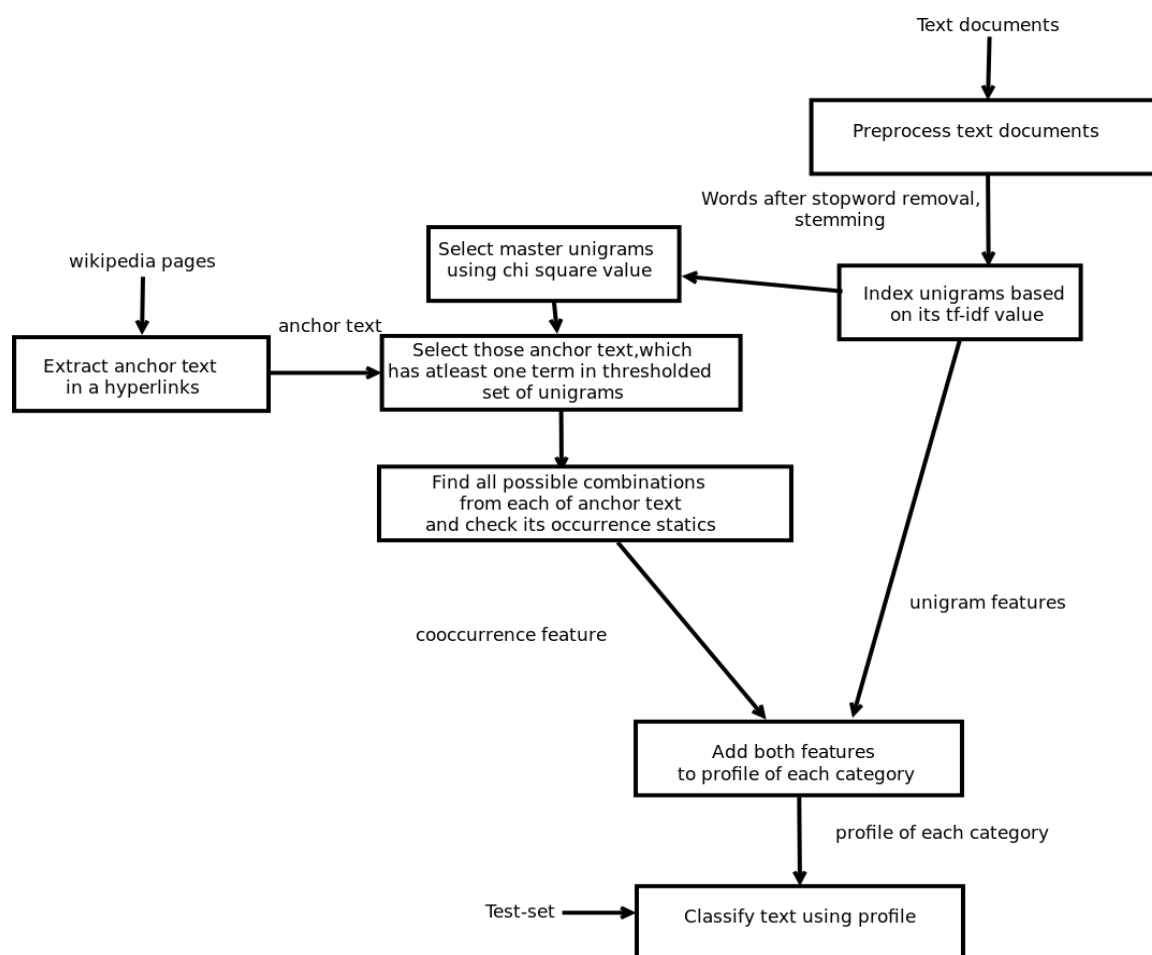 Text documents
Preprocess text documents
Words after stopword removal,
stemming
Select master unigrams
using chi square value
wikipedia pages
Index unigrams based
on its tf-idf value
anchor text
Extract anchor text
in a hyperlinks
Select those anchor text,which
has atleast one term in thresholded
set of unigrams
Find all possible combinations
from each of anchor text
and check its occurrence statics
unigram features
cooccurrence feature
Add both features
to profile of each category
profile of each category
Test-set
Classify text using profile